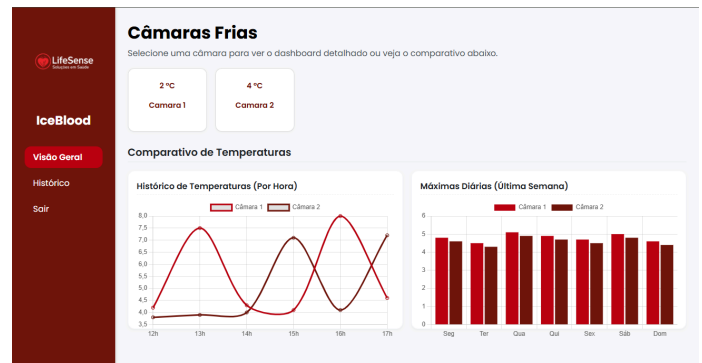 LifeSense
Soluções em Saúde
IceBlood
Visão Geral
Histórico
Sair
Câmaras Frias
Selecione uma câmara para ver o dashboard detalhado ou veja o comparativo abaixo.
2 ºC
Camara 1
4 ºC
Camara 2
Comparativo de Temperaturas
Histórico de Temperaturas (Por Hora)
Câmara 1 Câmara 2
8,0
7,5
7,0
6,5
6,0
5,5
5,0
4,5
4,0
3,5
12h 13h 14h 15h 16h 17h
Máximas Diárias (Última Semana)
Câmara 1 Câmara 2
6
5
4
3
2
1
0
Seg Ter Qua Qui Sex Sáb Dom